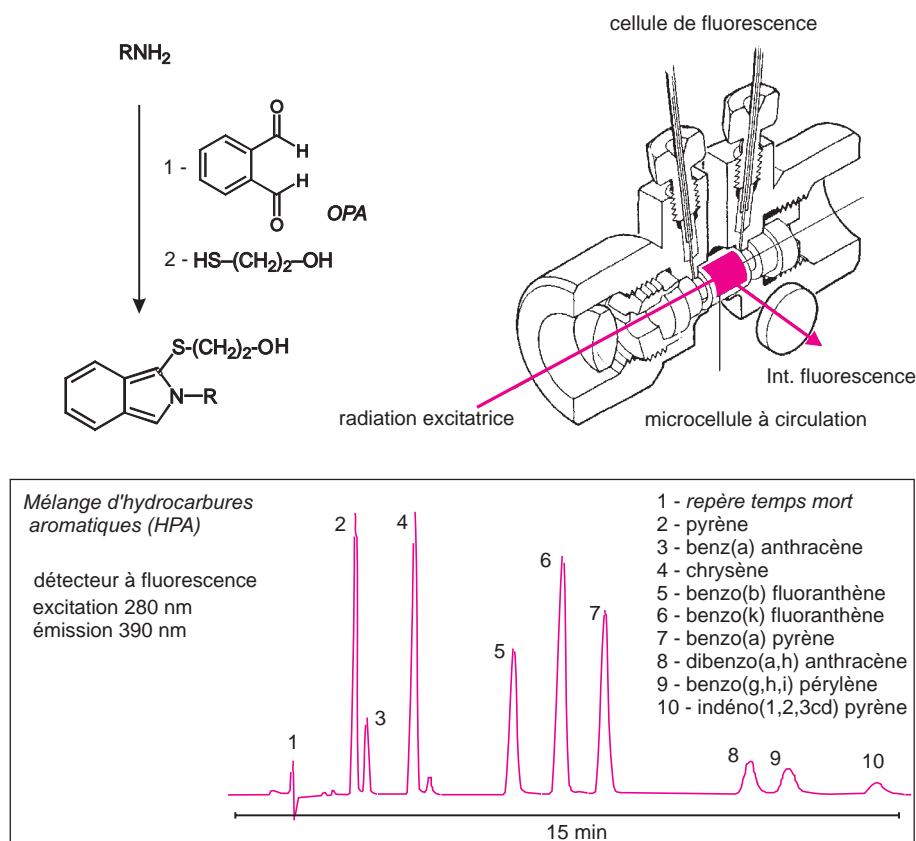 cellule de fluorescence
RNH2
1 -
O
H
H
O
OPA
2 - HS-(CH2)2-OH
S-(CH2)2-OH
N-R
Int. fluorescence
radiation excitatrice
microcellule à circulation
Mélange d'hydrocarbures
aromatiques (HPA)
détecteur à fluorescence
excitation 280 nm
émission 390 nm
1
2
3
4
5
6
7
8
9
10
1 - repère temps mort
2 - pyrène
3 - benz(a) anthracène
4 - chrysène
5 - benzo(b) fluoranthène
6 - benzo(k) fluoranthène
7 - benzo(a) pyrène
8 - dibenzo(a,h) anthracène
9 - benzo(g,h,i) pérylène
10 - indéno(1,2,3cd) pyrène
15 min